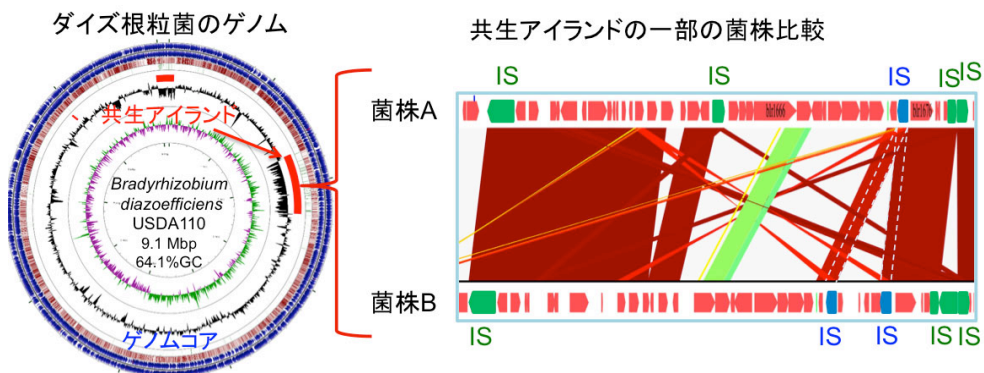 ダイズ根粒菌のゲノム
共生アイランドの一部の菌株比較
共生アイランド
Bradyrhizobium
diazoefficiens
USDA110
9.1 Mbp
64.1%GC
ゲノムコア
IS
IS
IS
IS
IS
菌株A
blr1666
菌株B
IS
IS
IS
IS
IS